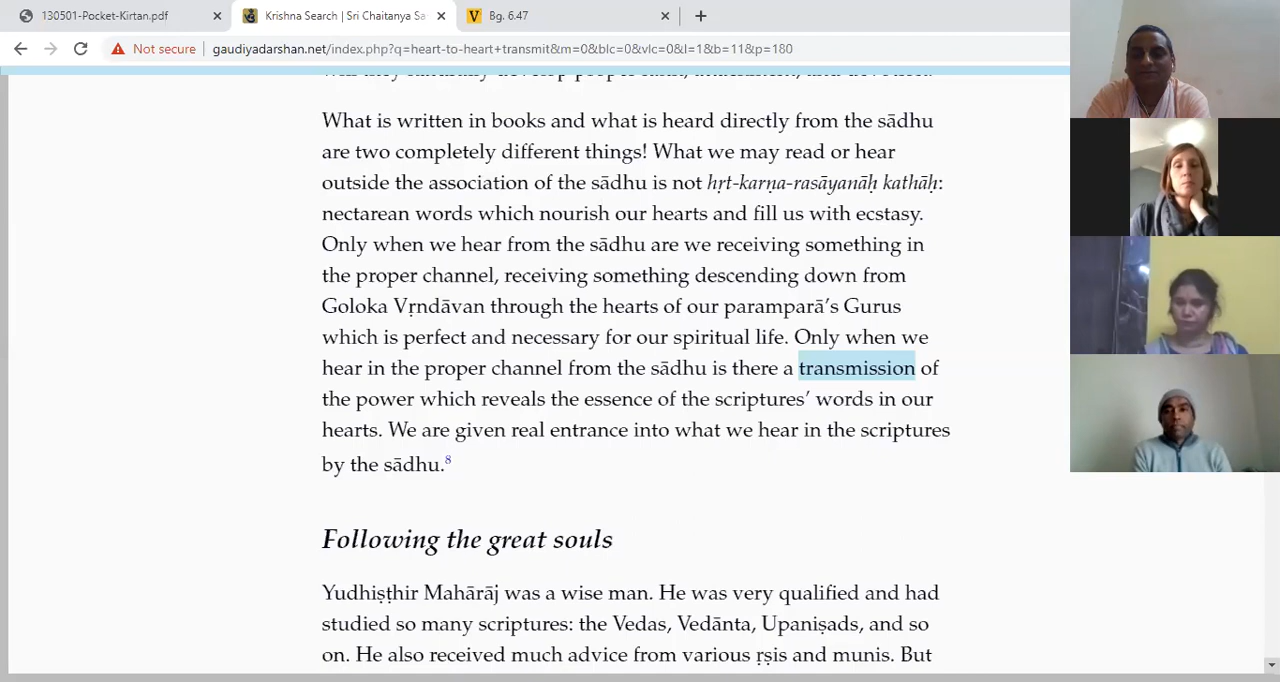 130501-Pocket-Kirtan.pdf
Krishna Search | Sri Chaitanya Sa
Bg. 6.47
Not secure
gaudiyadarshan.net/index.php?q=heart-to-heart+transmit&m=0&blc=0&vlc=0&l=1&b=11&p=180
What is written in books and what is heard directly from the sādhu
are two completely different things! What we may read or hear
outside the association of the sādhu is not hṛt-karṇa-rasāyanāḥ kathāḥ:
nectarean words which nourish our hearts and fill us with ecstasy.
Only when we hear from the sādhu are we receiving something in
the proper channel, receiving something descending down from
Goloka Vṛndāvan through the hearts of our paramparā's Gurus
which is perfect and necessary for our spiritual life. Only when we
hear in the proper channel from the sādhu is there a transmission of
the power which reveals the essence of the scriptures' words in our
hearts. We are given real entrance into what we hear in the scriptures
by the sādhu.8
Following the great souls
Yudhiṣṭhir Mahārāj was a wise man. He was very qualified and had
studied so many scriptures: the Vedas, Vedānta, Upaniṣads, and so
on. He also received much advice from various ṛṣis and munis. But